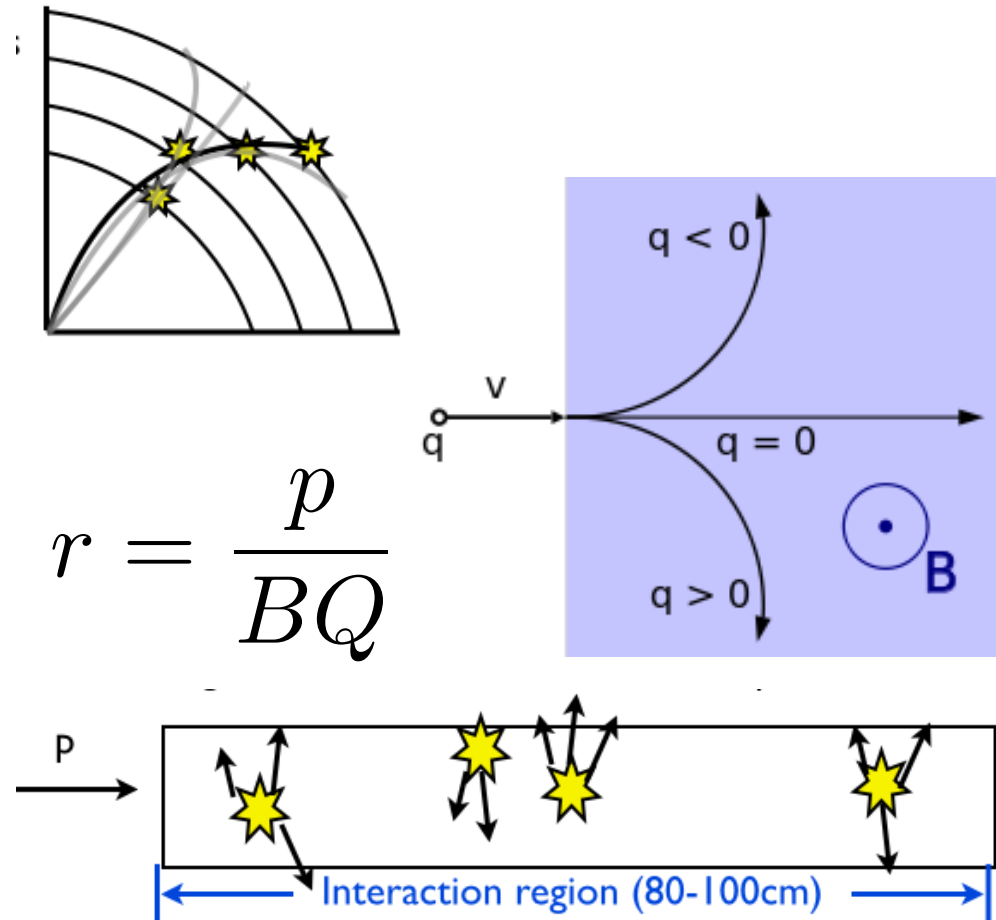 q < 0
v
q
q = 0
r = p / BQ
B
q > 0
P
Interaction region (80-100cm)